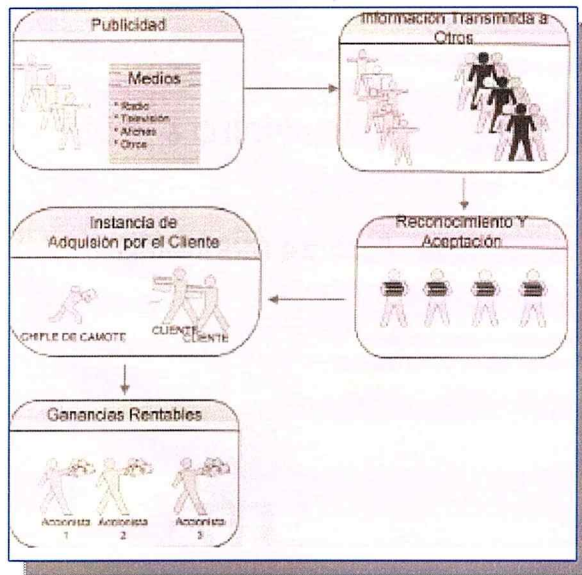 Publicidad
Medios
* Radio
* Televisión
* Afiches
* Otros
Información Transmitida a
Otros
Reconocimiento Y
Aceptación
Instancia de
Adquisión por el Cliente
CHIFLE DE CAMOTE
CLIENTE
CLIENTE
Ganancias Rentables
Accionista
1
Accionista
2
Accionista
3